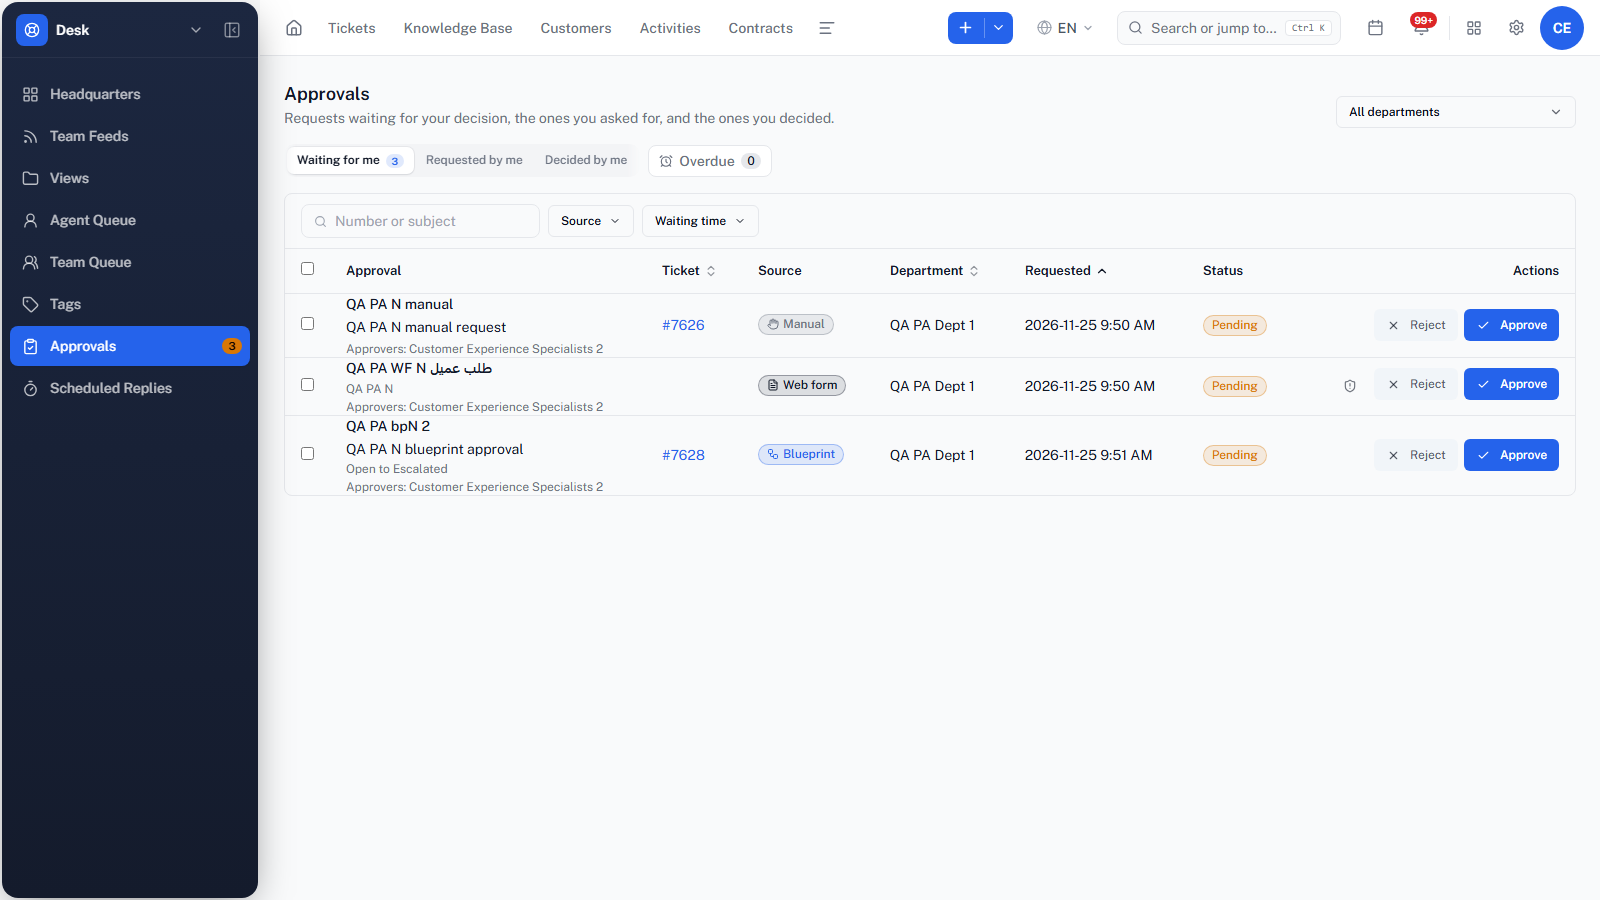 Desk
Tickets Knowledge Base Customers Activities Contracts EN Search or jump to... Ctrl K 99+ CE
Headquarters
Team Feeds
Views
Agent Queue
Team Queue
Tags
Approvals 3
Scheduled Replies
Approvals
Requests waiting for your decision, the ones you asked for, and the ones you decided.
All departments
Waiting for me 3 Requested by me Decided by me Overdue 0
Number or subject Source Waiting time
Approval Ticket Source Department Requested Status Actions
QA PA N manual
QA PA N manual request
Approvers: Customer Experience Specialists 2
#7626 Manual QA PA Dept 1 2026-11-25 9:50 AM Pending Reject Approve
QA PA WF N طلب عميل
QA PA N
Approvers: Customer Experience Specialists 2
Web form QA PA Dept 1 2026-11-25 9:50 AM Pending Reject Approve
QA PA bpN 2
QA PA N blueprint approval
Open to Escalated
Approvers: Customer Experience Specialists 2
#7628 Blueprint QA PA Dept 1 2026-11-25 9:51 AM Pending Reject Approve